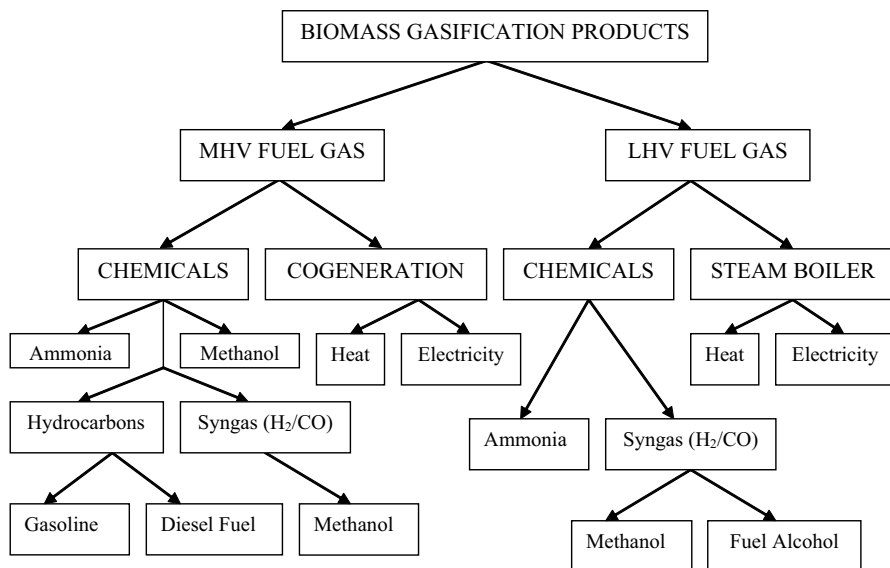 BIOMASS GASIFICATION PRODUCTS
MHV FUEL GAS
LHV FUEL GAS
CHEMICALS
COGENERATION
CHEMICALS
STEAM BOILER
Ammonia
Methanol
Heat
Electricity
Heat
Electricity
Hydrocarbons
Syngas (H₂/CO)
Ammonia
Syngas (H₂/CO)
Gasoline
Diesel Fuel
Methanol
Methanol
Fuel Alcohol